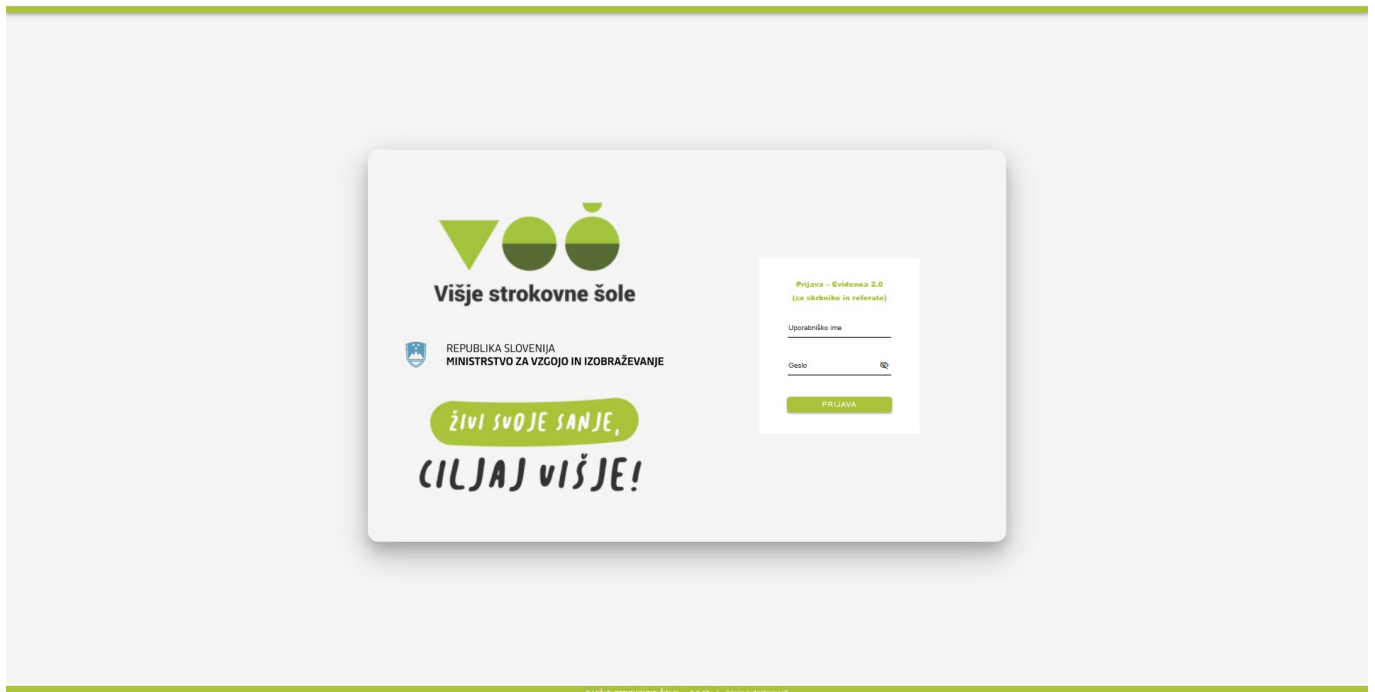 VOŠ
Višje strokovne šole
REPUBLIKA SLOVENIJA
MINISTRSTVO ZA VZGOJO IN IZOBRAŽEVANJE
ŽIVI SVOJE SANJE,
CILJAJ VIŠJE!
Prijava – Evidenca 2.0
(za skrbnike in referate)
Uporabniško ime
Geslo
PRIJAVA